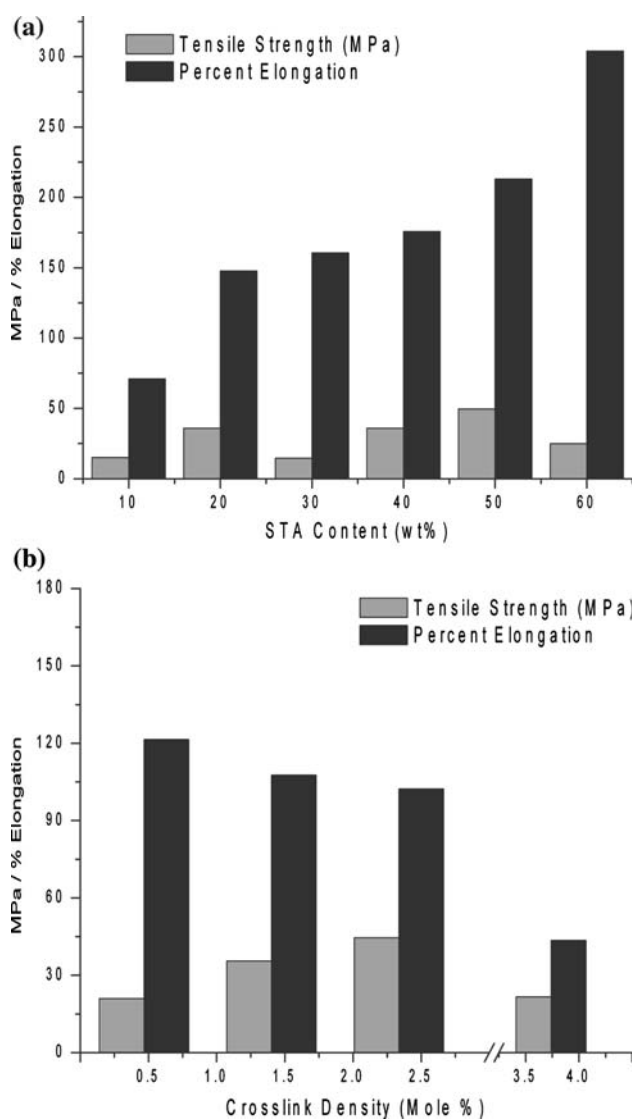 (a)
Tensile Strength (MPa)
Percent Elongation
300
250
200
150
100
50
0
MPa / % Elongation
10 20 30 40 50 60
STA Content (wt%)
(b)
180
Tensile Strength (MPa)
Percent Elongation
150
120
90
60
30
0
MPa / % Elongation
0.5 1.0 1.5 2.0 2.5 3.5 4.0
Crosslink Density (Mole %)